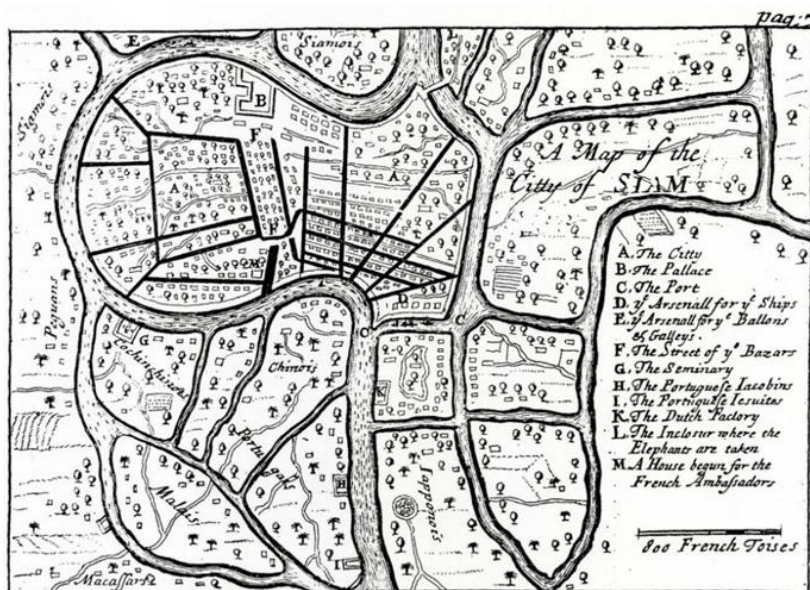 pag:
E
Siamois
Siamois
B
L
F
A
A
A Map of the
Citty of SIAM
F
M
Peguans
D
C
C
G
Cochinchinois
Chinois
K
Portugais
Malais
H
Japponois
I
Macassars
A. The Citty
B. The Pallace
C. The Port
D. yͤ Arsenall for yͤ Ships
E. yͤ Arsenall for yͤ Ballons
& Galleys.
F. The Street of yͤ Bazars
G. The Seminary
H. The Portuguese Iacobins
I. The Portuguese Iesuites
K. The Dutch Factory
L. The Inclosur where the
Elephants are taken
M. A House begun for the
French Ambassadors
800 French Toises